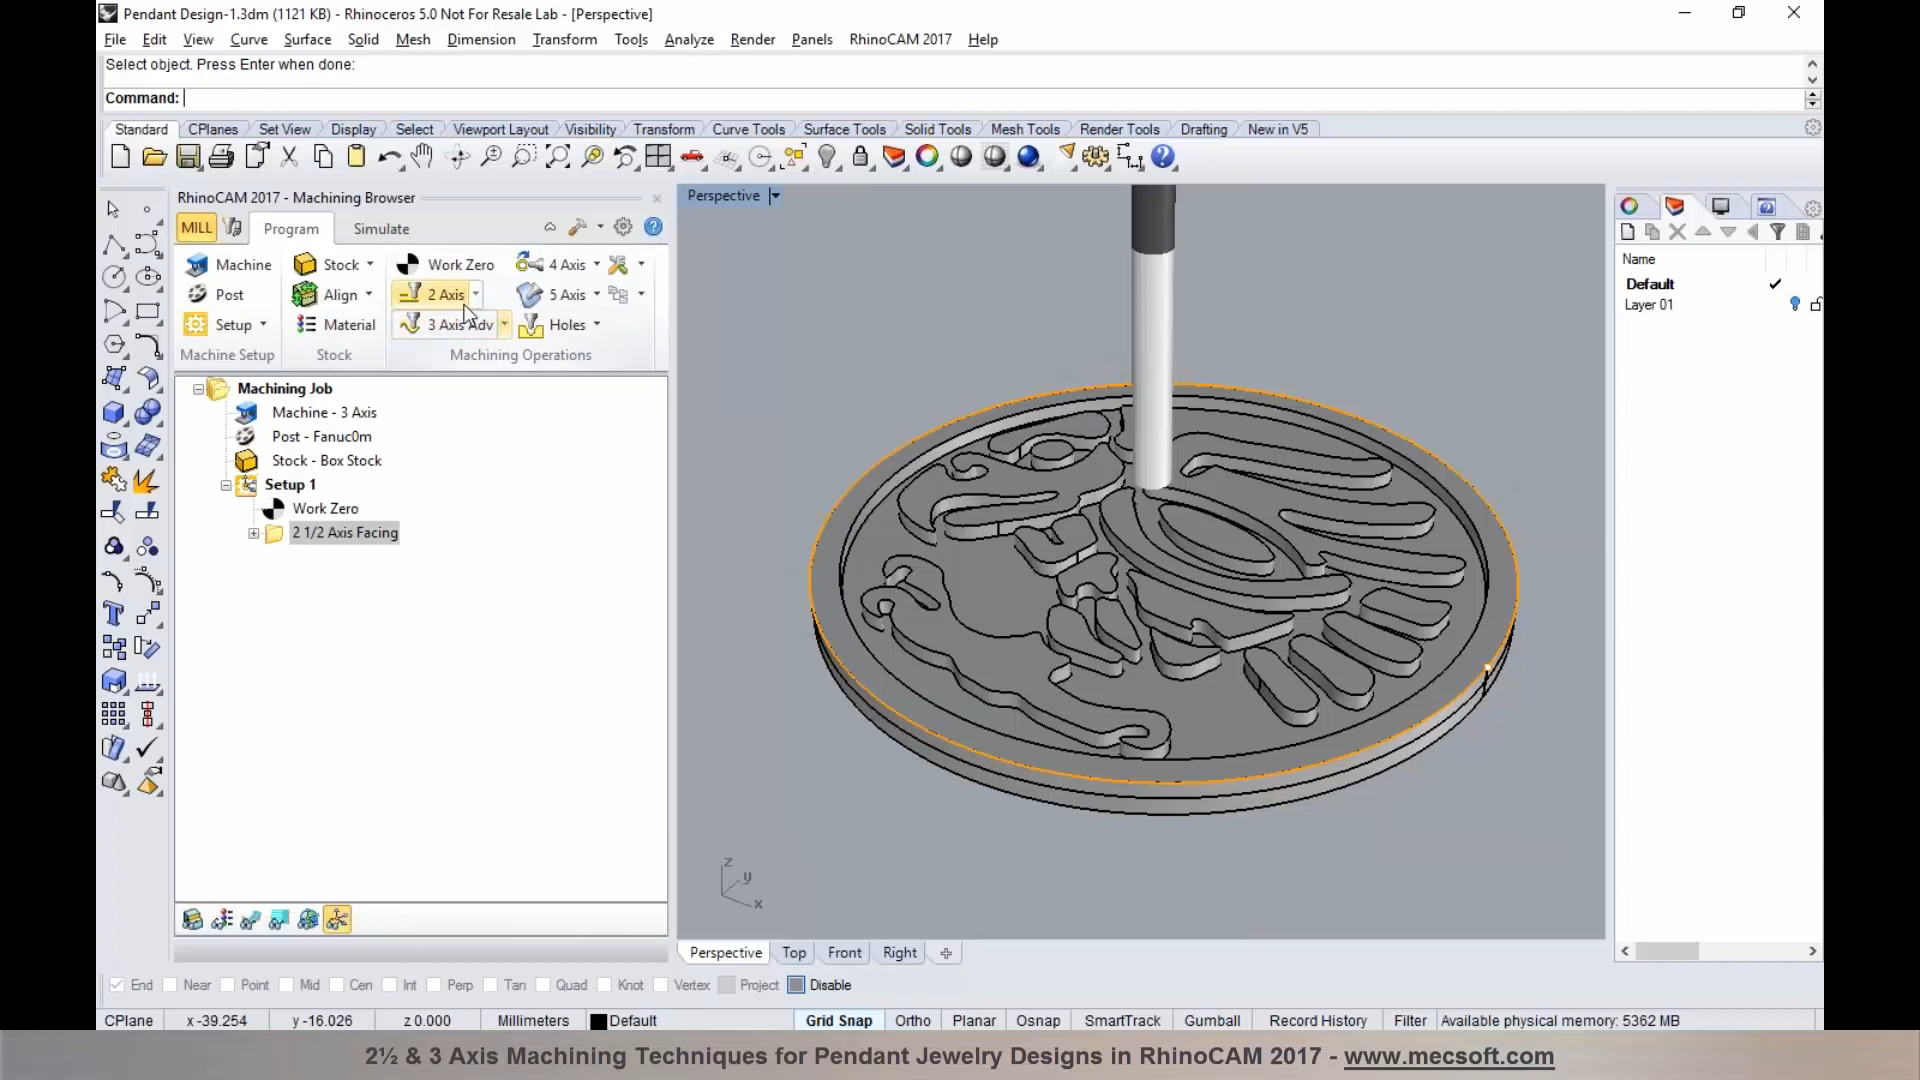 Pendant Design-1.3dm (1121 KB) - Rhinoceros 5.0 Not For Resale Lab - [Perspective]
File Edit View Curve Surface Solid Mesh Dimension Transform Tools Analyze Render Panels RhinoCAM 2017 Help
Select object. Press Enter when done:
Command:
Standard CPlanes Set View Display Select Viewport Layout Visibility Transform Curve Tools Surface Tools Solid Tools Mesh Tools Render Tools Drafting New in V5
RhinoCAM 2017 - Machining Browser
MILL Program Simulate
Machine Stock Work Zero 4 Axis
Post Align 2 Axis 5 Axis
Setup Material 3 Axis Adv Holes
Machine Setup Stock Machining Operations
Machining Job
Machine - 3 Axis
Post - Fanuc0m
Stock - Box Stock
Setup 1
Work Zero
2 1/2 Axis Facing
Perspective
z
y
x
Name
Default
Layer 01
Perspective Top Front Right
End Near Point Mid Cen Int Perp Tan Quad Knot Vertex Project Disable
CPlane x -39.254 y -16.026 z 0.000 Millimeters Default Grid Snap Ortho Planar Osnap SmartTrack Gumball Record History Filter Available physical memory: 5362 MB
2½ & 3 Axis Machining Techniques for Pendant Jewelry Designs in RhinoCAM 2017 - www.mecsoft.com